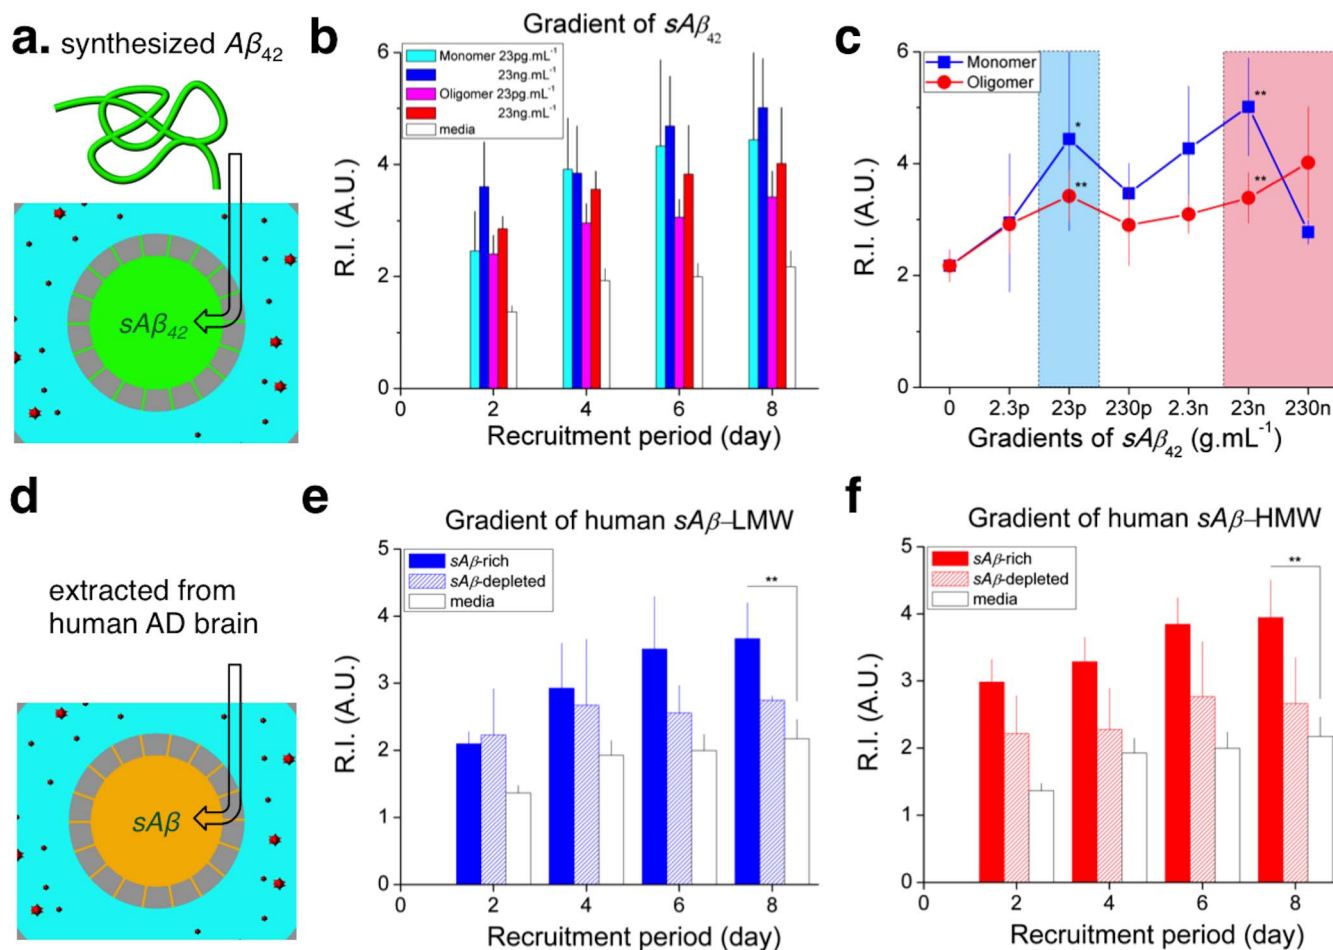 a. synthesized Aβ42
sAβ42
b
Gradient of sAβ42
Monomer 23pg.mL-1
23ng.mL-1
Oligomer 23pg.mL-1
23ng.mL-1
media
R.I. (A.U.)
6
4
2
0
0 2 4 6 8
Recruitment period (day)
c
Monomer
Oligomer
R.I. (A.U.)
6
4
2
0
*
**
**
**
0 2.3p 23p 230p 2.3n 23n 230n
Gradients of sAβ42 (g.mL-1)
d
extracted from
human AD brain
sAβ
e
Gradient of human sAβ–LMW
sAβ-rich
sAβ-depleted
media
**
R.I. (A.U.)
5
4
3
2
1
0
0 2 4 6 8
Recruitment period (day)
f
Gradient of human sAβ–HMW
sAβ-rich
sAβ-depleted
media
**
R.I. (A.U.)
5
4
3
2
1
0
0 2 4 6 8
Recruitment period (day)